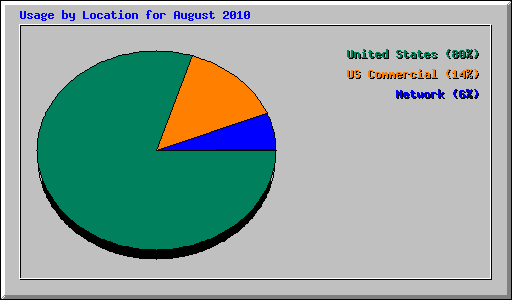 Usage by Location for August 2010
United States (80%)
US Commercial (14%)
Network (6%)